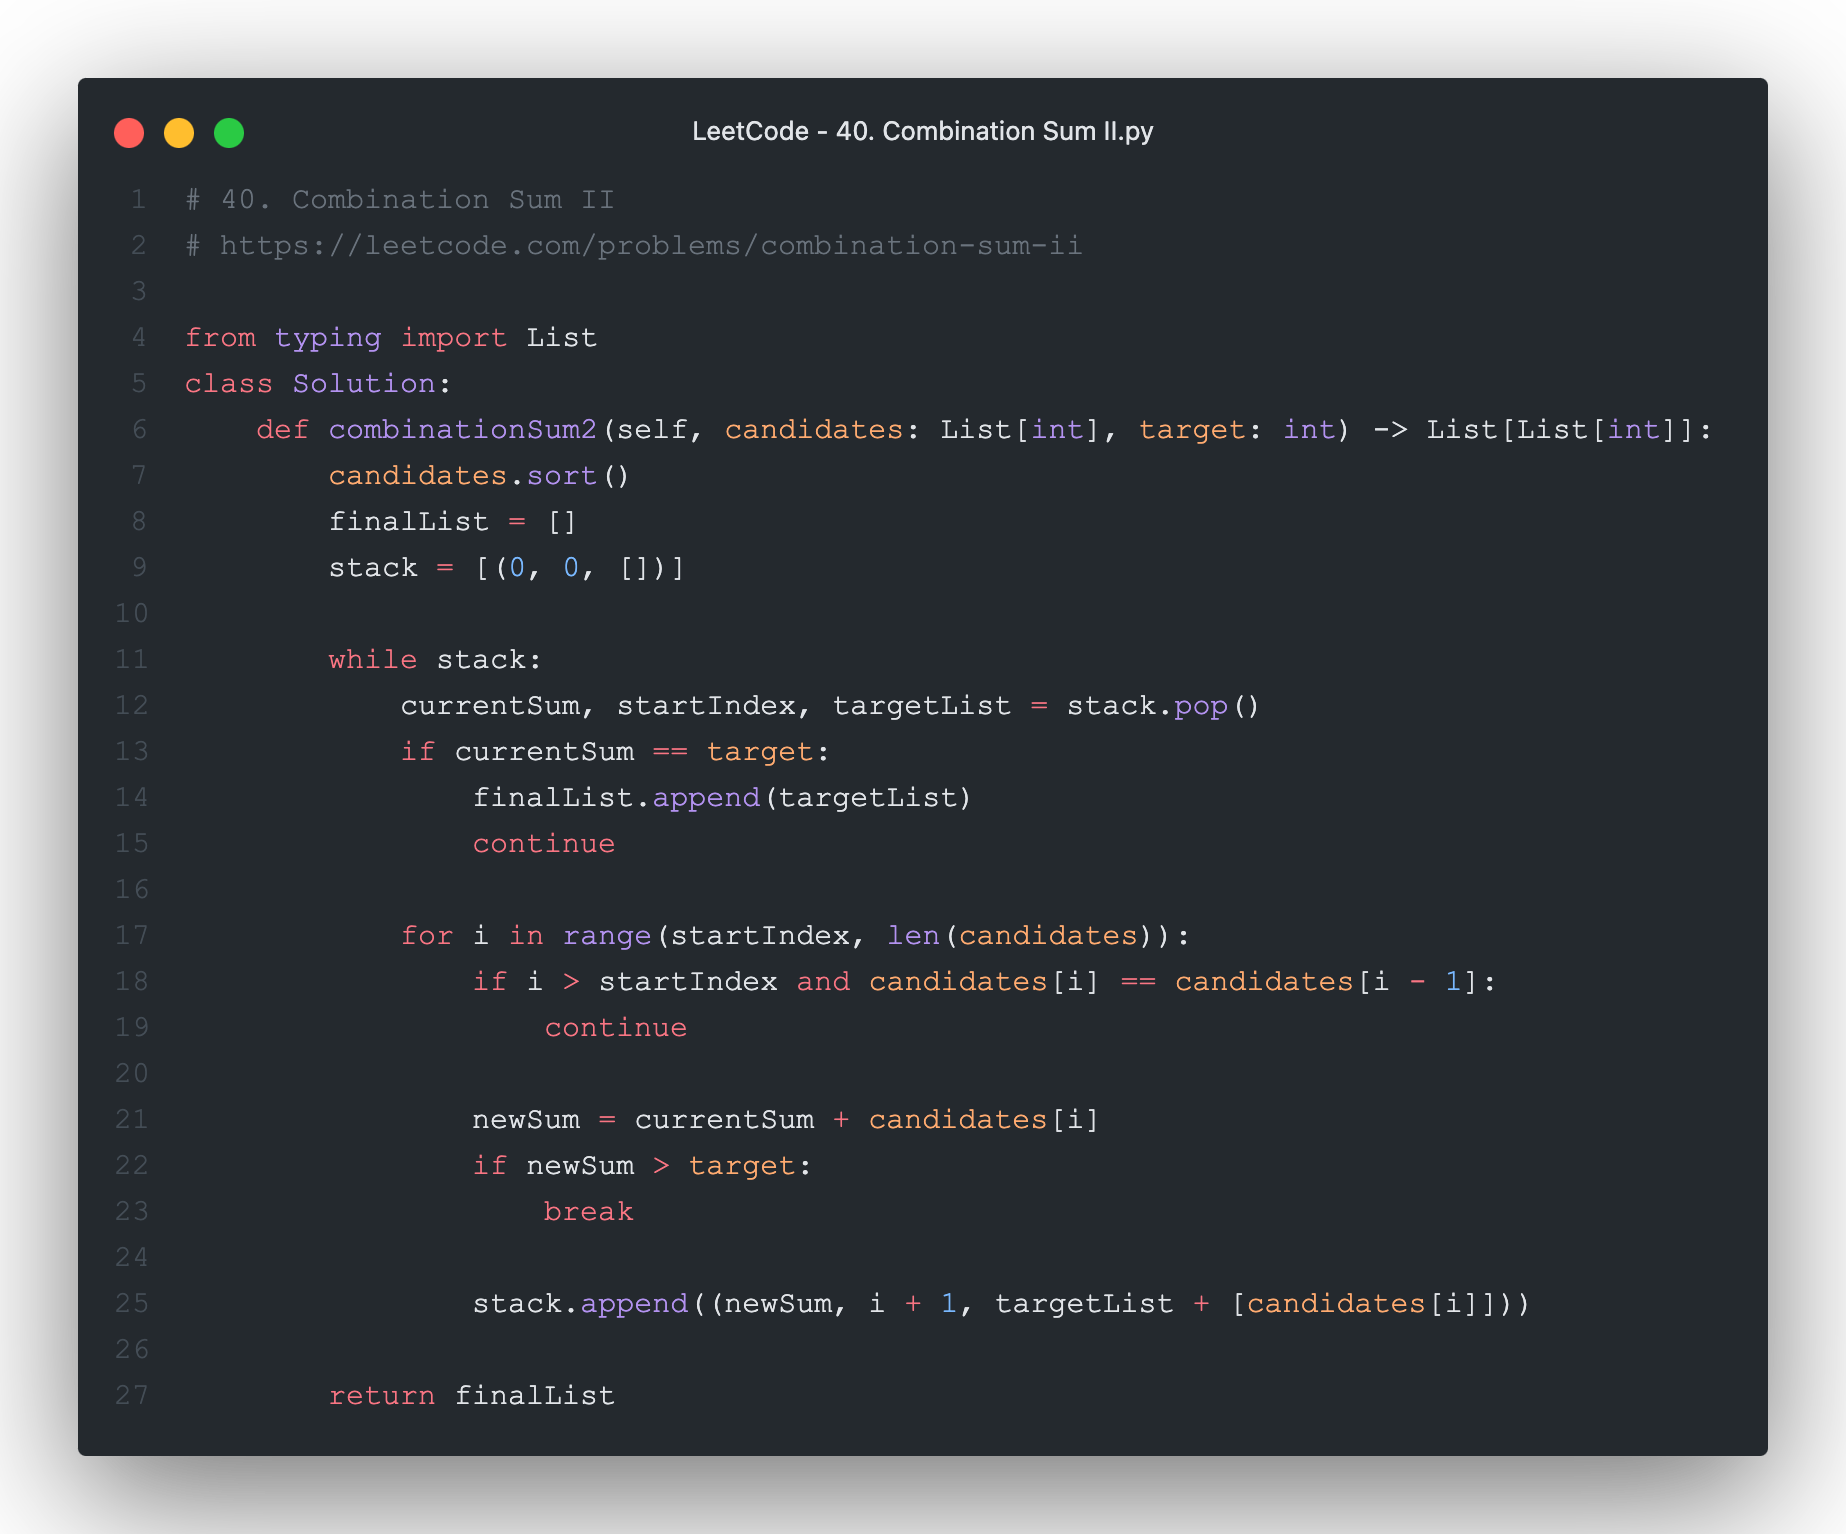 LeetCode - 40. Combination Sum II.py
1 # 40. Combination Sum II
2 # https://leetcode.com/problems/combination-sum-ii
3
4 from typing import List
5 class Solution:
6     def combinationSum2(self, candidates: List[int], target: int) -> List[List[int]]:
7         candidates.sort()
8         finalList = []
9         stack = [(0, 0, [])]
10
11         while stack:
12             currentSum, startIndex, targetList = stack.pop()
13             if currentSum == target:
14                 finalList.append(targetList)
15                 continue
16
17             for i in range(startIndex, len(candidates)):
18                 if i > startIndex and candidates[i] == candidates[i - 1]:
19                     continue
20
21                 newSum = currentSum + candidates[i]
22                 if newSum > target:
23                     break
24
25                 stack.append((newSum, i + 1, targetList + [candidates[i]]))
26
27         return finalList